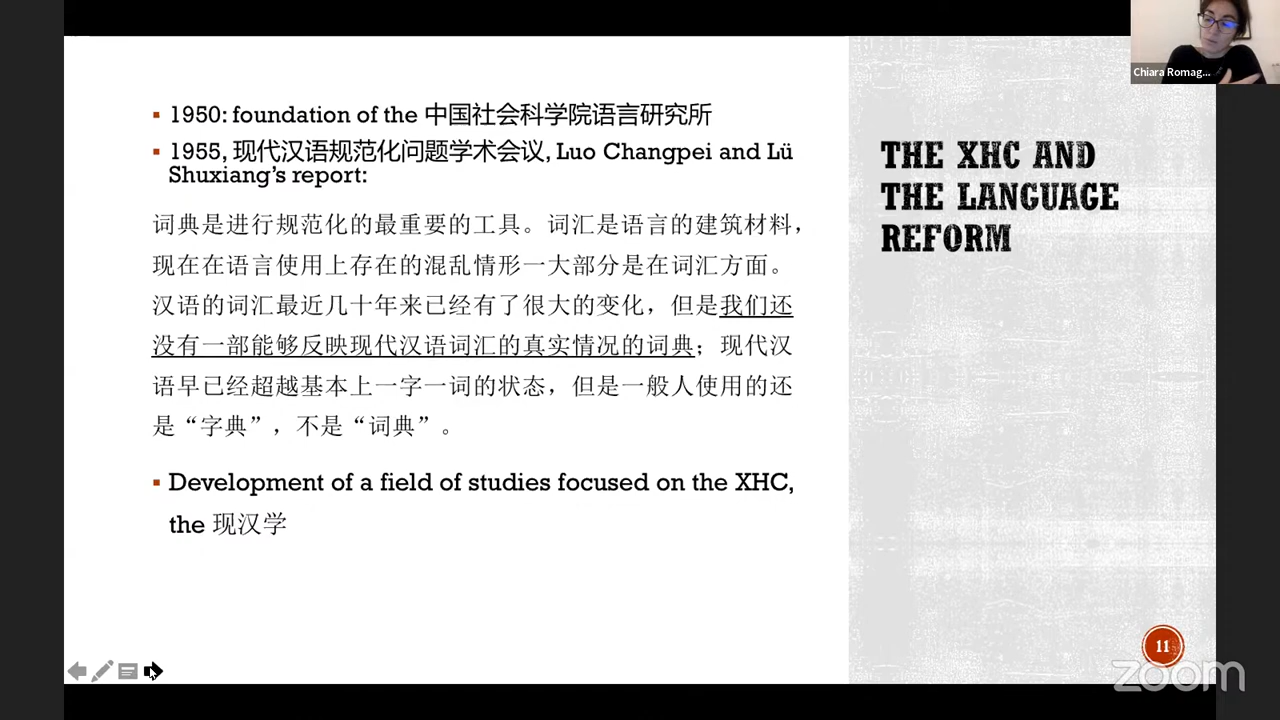 Chiara Romag...
▪ 1950: foundation of the 中国社会科学院语言研究所
▪ 1955, 现代汉语规范化问题学术会议, Luo Changpei and Lü
Shuxiang's report:
词典是进行规范化的最重要的工具。词汇是语言的建筑材料，
现在在语言使用上存在的混乱情形一大部分是在词汇方面。
汉语的词汇最近几十年来已经有了很大的变化，但是我们还
没有一部能够反映现代汉语词汇的真实情况的词典；现代汉
语早已经超越基本上一字一词的状态，但是一般人使用的还
是“字典”，不是“词典”。
▪ Development of a field of studies focused on the XHC,
the 现汉学
THE XHC AND
THE LANGUAGE
REFORM
11
zoom